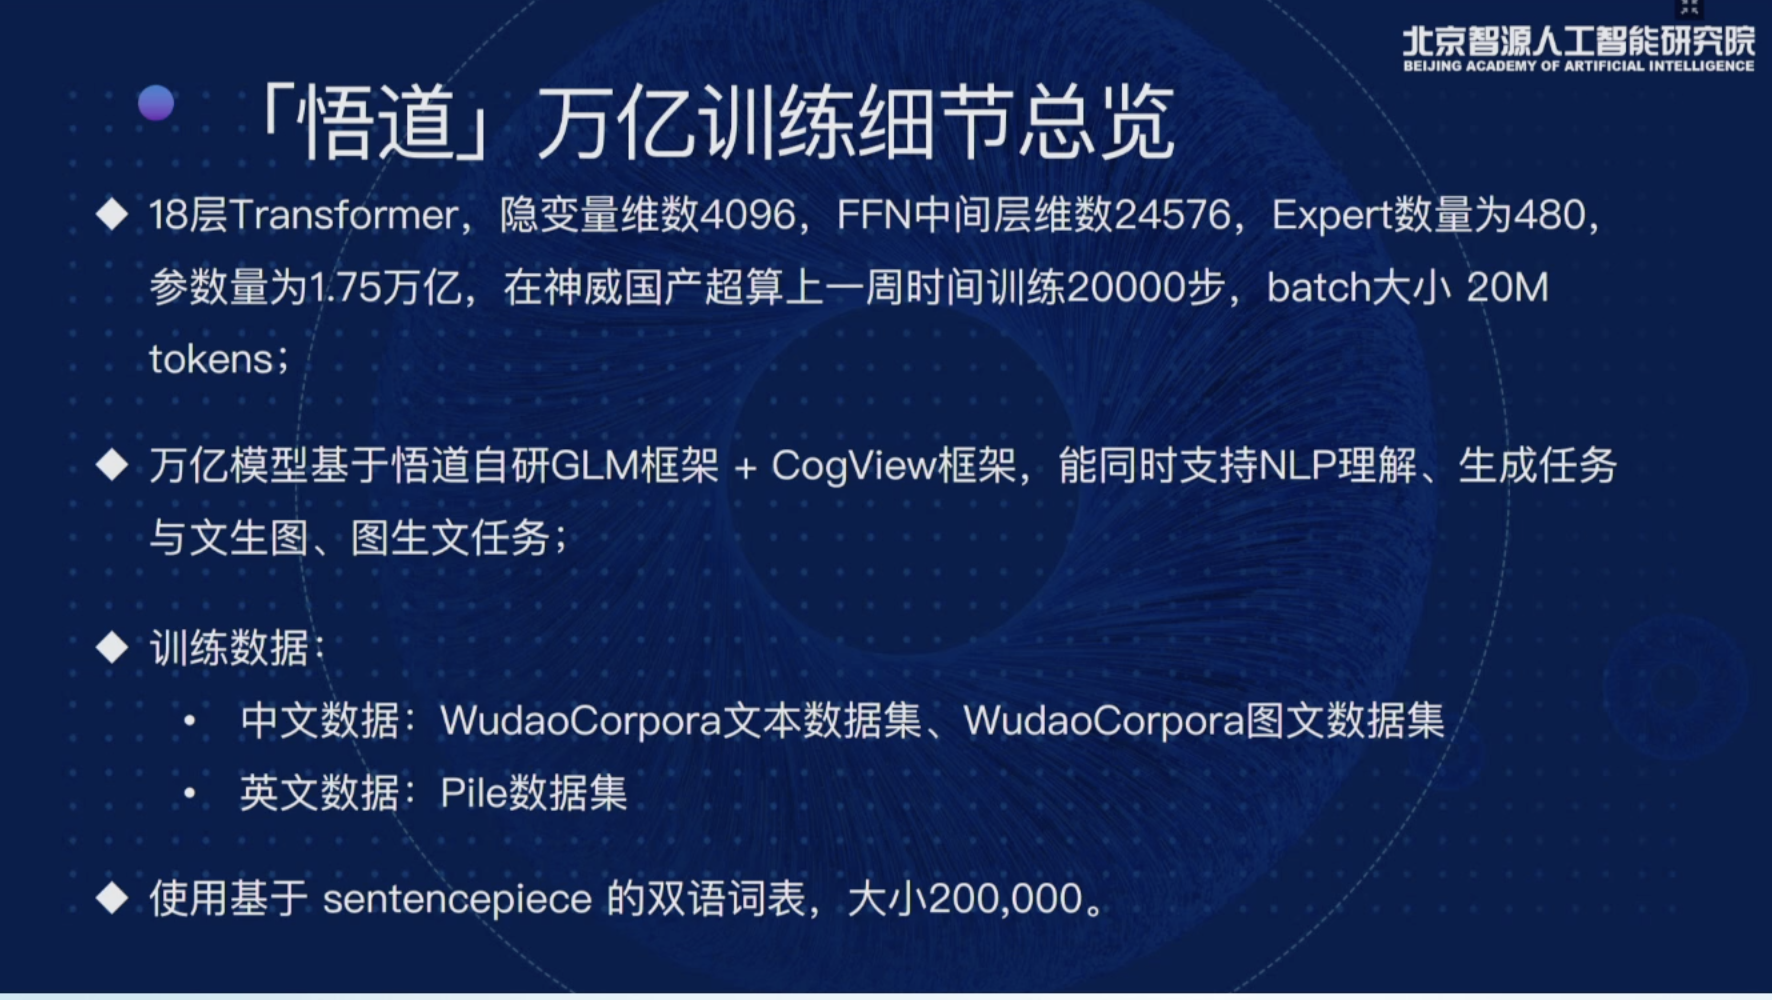 北京智源人工智能研究院
BEIJING ACADEMY OF ARTIFICIAL INTELLIGENCE
「悟道」万亿训练细节总览
18层Transformer，隐变量维数4096，FFN中间层维数24576，Expert数量为480，
参数量为1.75万亿，在神威国产超算上一周时间训练20000步，batch大小 20M
tokens；
万亿模型基于悟道自研GLM框架 + CogView框架，能同时支持NLP理解、生成任务
与文生图、图生文任务；
训练数据：
• 中文数据：WudaoCorpora文本数据集、WudaoCorpora图文数据集
• 英文数据：Pile数据集
使用基于 sentencepiece 的双语词表，大小200,000。